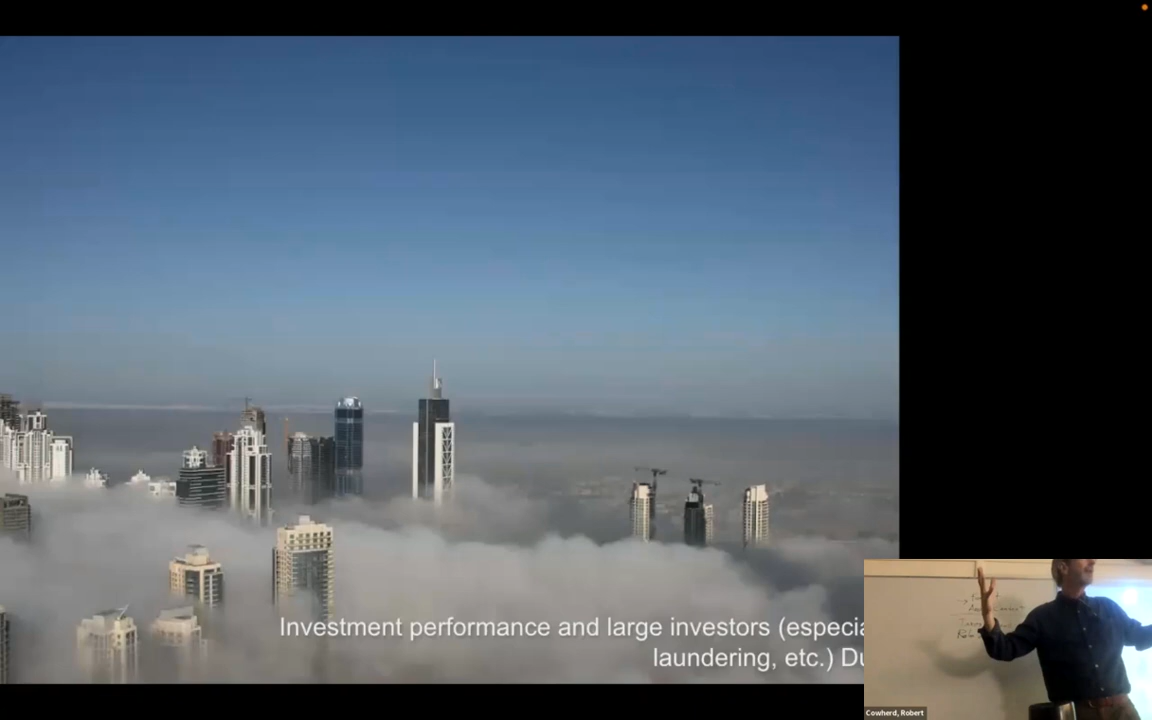 Investment performance and large investors (especia
laundering, etc.) Du
Cowherd, Robert